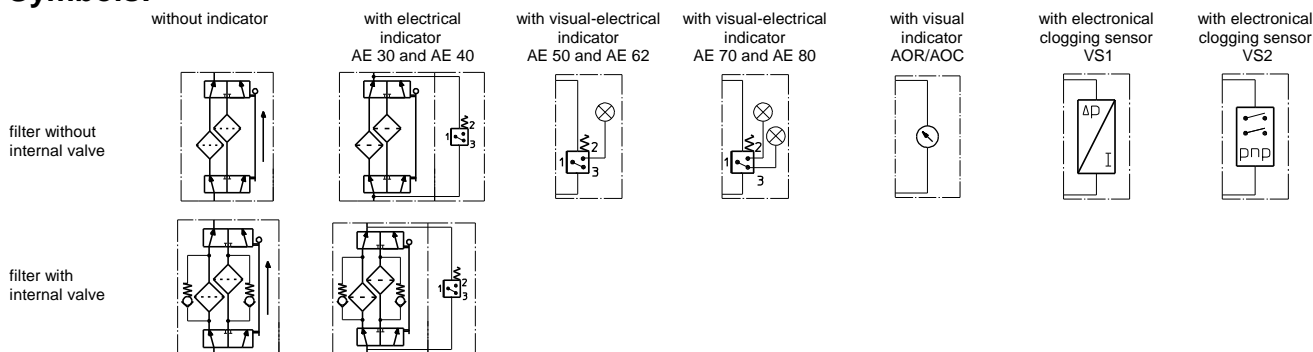 without indicator
with electrical
indicator
AE 30 and AE 40
with visual-electrical
indicator
AE 50 and AE 62
with visual-electrical
indicator
AE 70 and AE 80
with visual
indicator
AOR/AOC
with electronical
clogging sensor
VS1
with electronical
clogging sensor
VS2
filter without
internal valve
1 2 3
1 2 3
1 2 3
Δp
I
pnp
filter with
internal valve
1 2 3